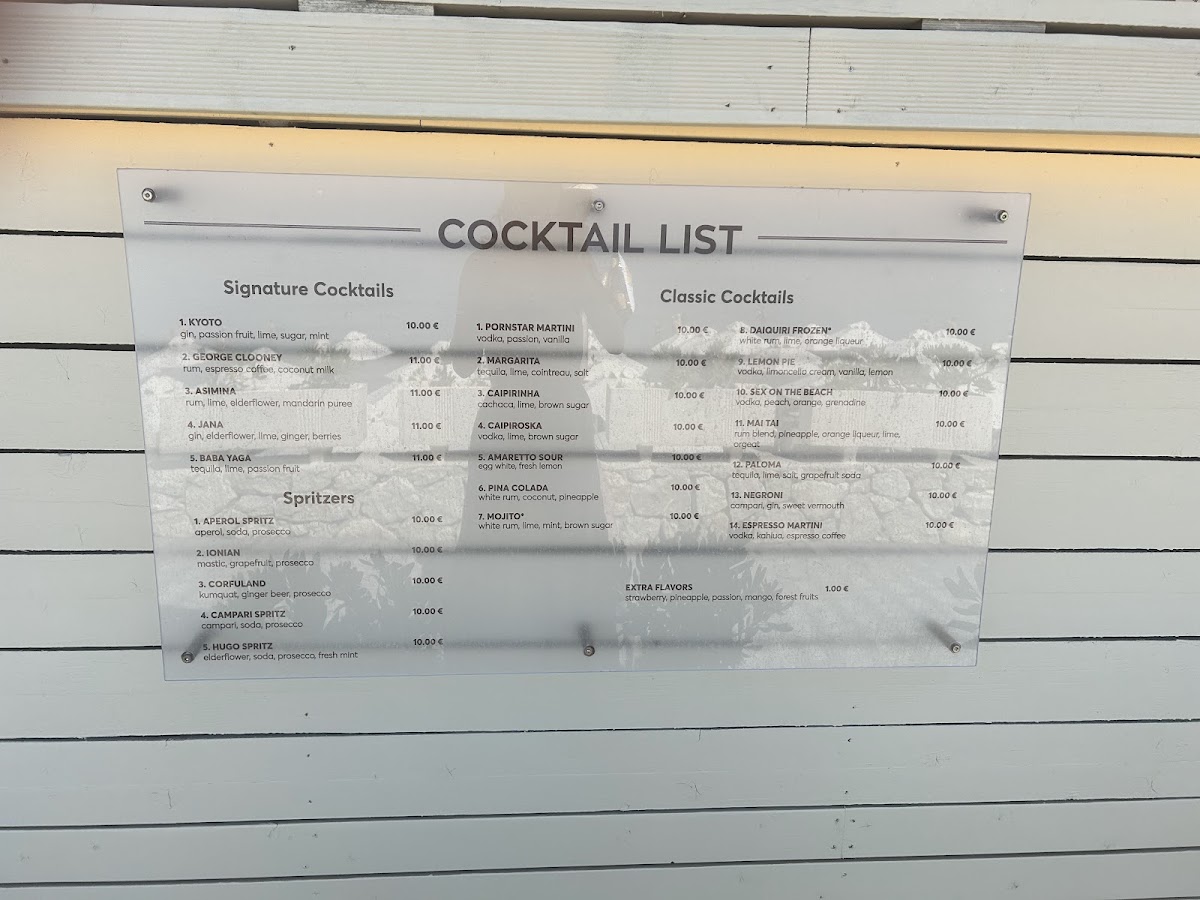 COCKTAIL LIST
Signature Cocktails
1. KYOTO 10.00 €
gin, passion fruit, lime, sugar, mint
2. GEORGE CLOONEY 11.00 €
rum, espresso coffee, coconut milk
3. ASIMINA 11.00 €
rum, lime, elderflower, mandarin puree
4. JANA 11.00 €
gin, elderflower, lime, ginger, berries
5. BABA YAGA 11.00 €
tequila, lime, passion fruit
Spritzers
1. APEROL SPRITZ 10.00 €
aperol, soda, prosecco
2. IONIAN 10.00 €
mastic, grapefruit, prosecco
3. CORFULAND 10.00 €
kumquat, ginger beer, prosecco
4. CAMPARI SPRITZ 10.00 €
campari, soda, prosecco
5. HUGO SPRITZ 10.00 €
elderflower, soda, prosecco, fresh mint
Classic Cocktails
1. PORNSTAR MARTINI 10.00 €
vodka, passion, vanilla
2. MARGARITA 10.00 €
tequila, lime, cointreau, salt
3. CAIPIRINHA 10.00 €
cachaca, lime, brown sugar
4. CAIPIROSKA 10.00 €
vodka, lime, brown sugar
5. AMARETTO SOUR 10.00 €
egg white, fresh lemon
6. PINA COLADA 10.00 €
white rum, coconut, pineapple
7. MOJITO* 10.00 €
white rum, lime, mint, brown sugar
8. DAIQUIRI FROZEN* 10.00 €
white rum, lime, orange liqueur
9. LEMON PIE 10.00 €
vodka, limoncello cream, vanilla, lemon
10. SEX ON THE BEACH 10.00 €
vodka, peach, orange, grenadine
11. MAI TAI 10.00 €
rum blend, pineapple, orange liqueur, lime,
orgeat
12. PALOMA 10.00 €
tequila, lime, salt, grapefruit soda
13. NEGRONI 10.00 €
campari, gin, sweet vermouth
14. ESPRESSO MARTINI 10.00 €
vodka, kahlua, espresso coffee
EXTRA FLAVORS 1.00 €
strawberry, pineapple, passion, mango, forest fruits